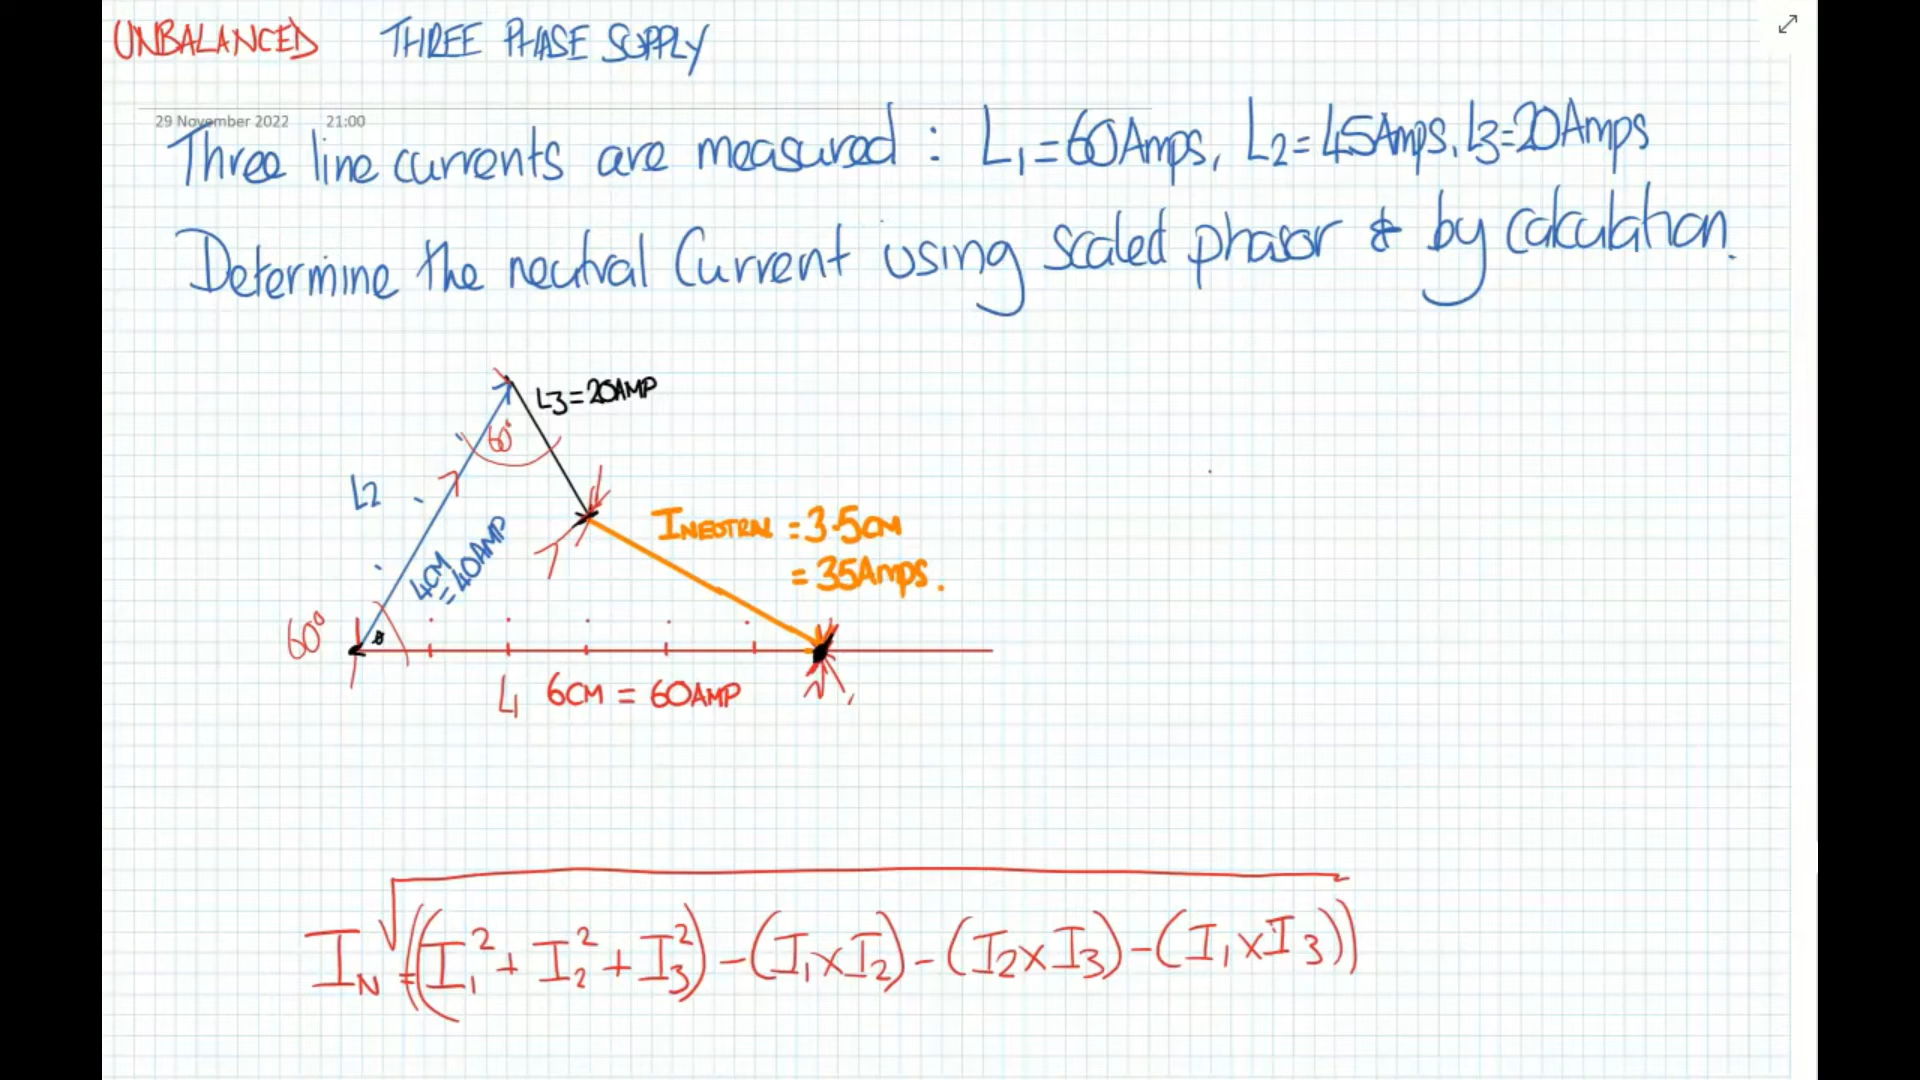 UNBALANCED THREE PHASE SUPPLY
29 November 2022 21:00
Three line currents are measured : L1=60Amps, L2=45Amps, L3=20Amps
Determine the neutral Current using scaled phasor & by calculation.
L3=20AMP
60°
L2
INEUTRAL = 3.5CM
= 35Amps.
4CM
=40AMP
60°
L1 6CM = 60AMP
IN=√((I1²+I2²+I3²)-(I1×I2)-(I2×I3)-(I1×I3))